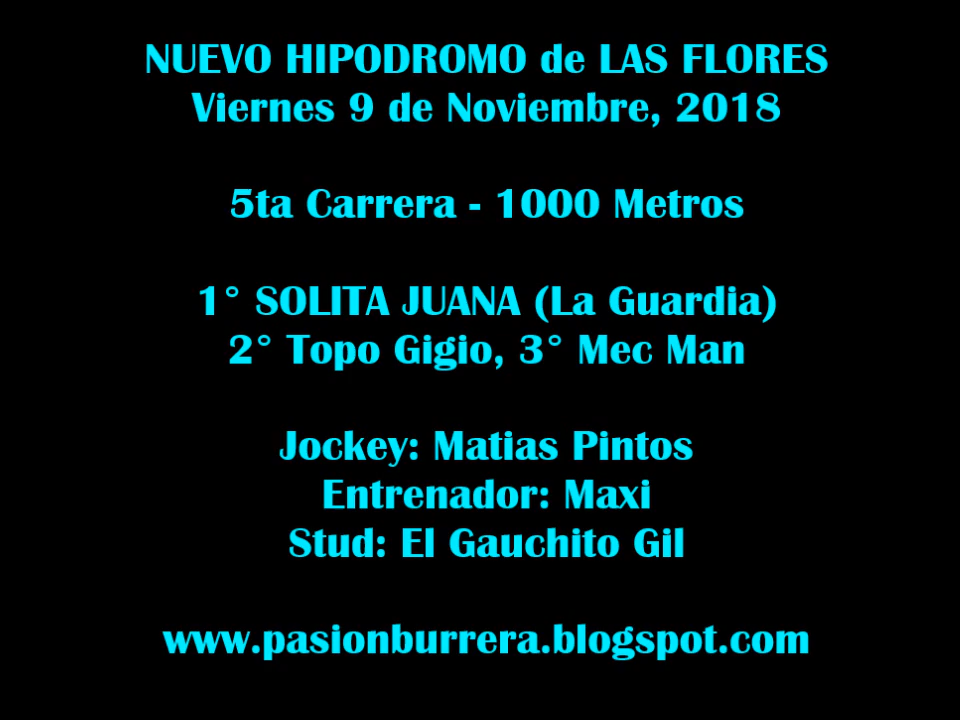 NUEVO HIPODROMO de LAS FLORES
Viernes 9 de Noviembre, 2018
5ta Carrera - 1000 Metros
1° SOLITA JUANA (La Guardia)
2° Topo Gigio, 3° Mec Man
Jockey: Matias Pintos
Entrenador: Maxi
Stud: El Gauchito Gil
www.pasionburrera.blogspot.com